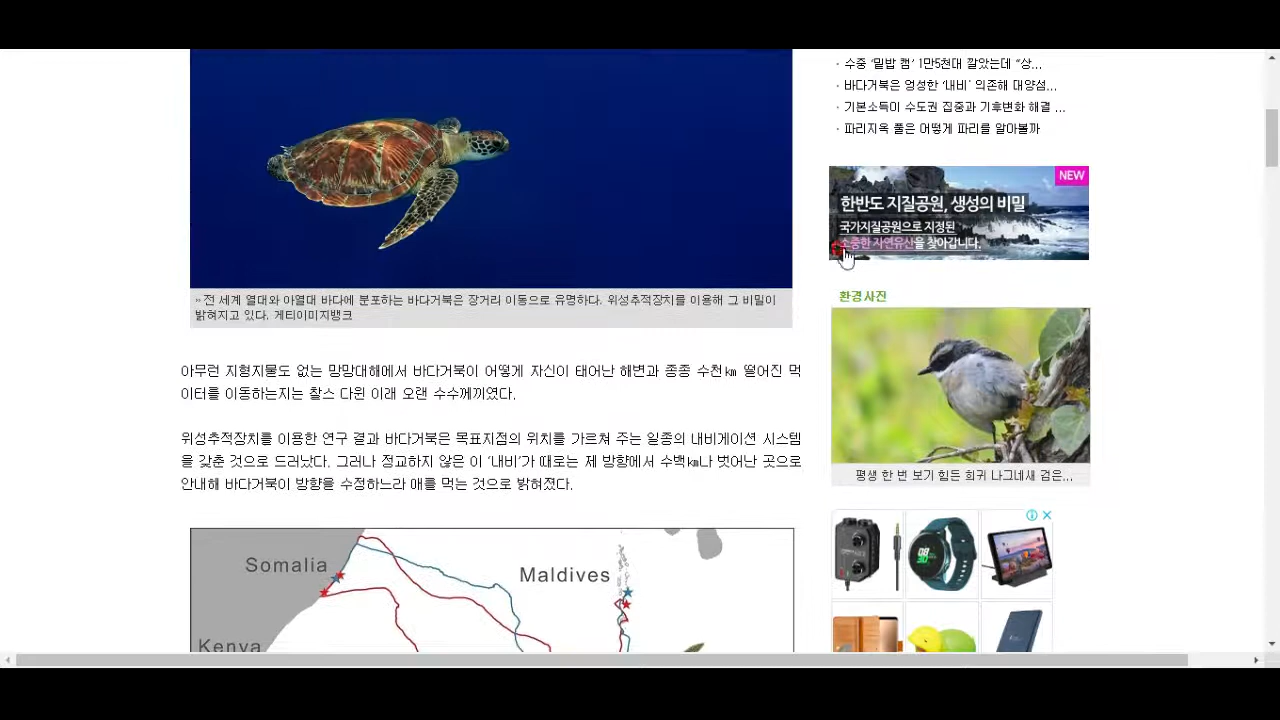 · 수중 ‘밀밥 캠’ 1만5천대 깔았는데 “상...
· 바다거북은 엉성한 ‘내비’ 의존해 대양섬...
· 기본소득이 수도권 집중과 기후변화 해결 ...
· 파리지옥 풀은 어떻게 파리를 알아볼까
NEW
한반도 지질공원, 생성의 비밀
국가지질공원으로 지정된
소중한 자연유산을 찾아갑니다.
» 전 세계 열대와 아열대 바다에 분포하는 바다거북은 장거리 이동으로 유명하다. 위성추적장치를 이용해 그 비밀이
밝혀지고 있다. 게티이미지뱅크
환경사진
아무런 지형지물도 없는 망망대해에서 바다거북이 어떻게 자신이 태어난 해변과 종종 수천㎞ 떨어진 먹
이터를 이동하는지는 찰스 다윈 이래 오랜 수수께끼였다.
위성추적장치를 이용한 연구 결과 바다거북은 목표지점의 위치를 가르쳐 주는 일종의 내비게이션 시스템
을 갖춘 것으로 드러났다. 그러나 정교하지 않은 이 ‘내비’가 때로는 제 방향에서 수백㎞나 벗어난 곳으로
안내해 바다거북이 방향을 수정하느라 애를 먹는 것으로 밝혀졌다.
평생 한 번 보기 힘든 희귀 나그네새 검은...
Somalia
Maldives
Kenya
08
30